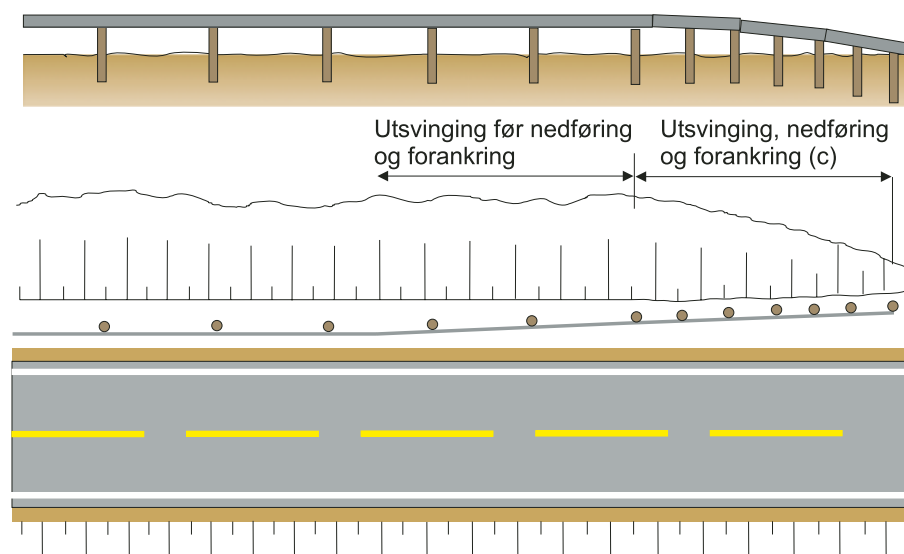 Utsvinging før nedføring
og forankring
Utsvinging, nedføring
og forankring (c)